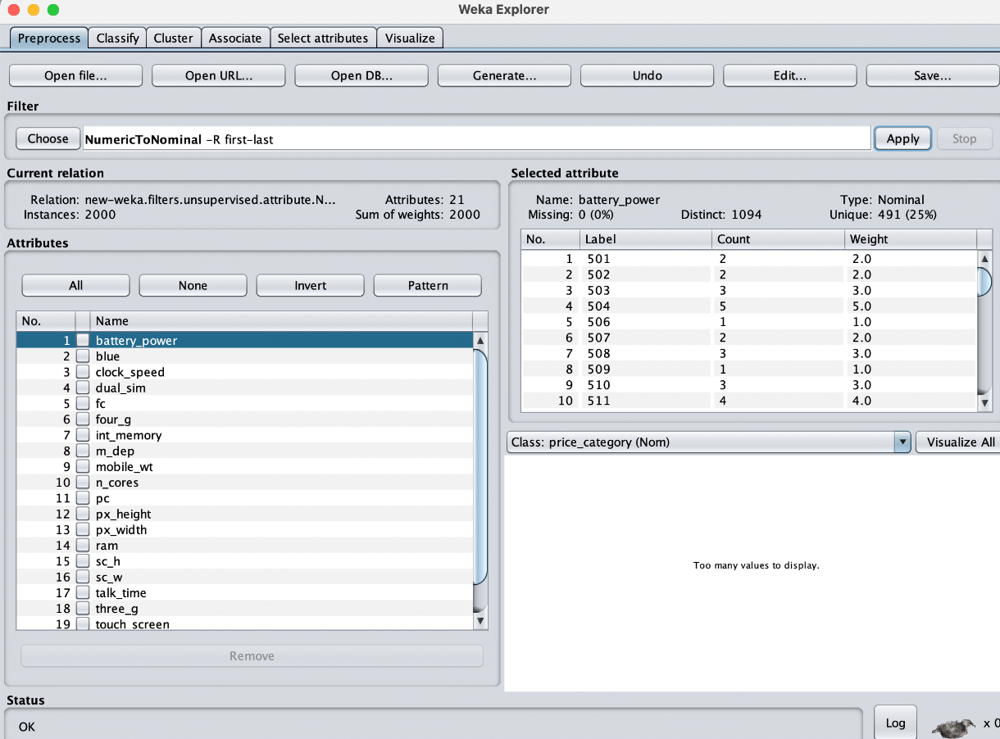 Weka Explorer
Preprocess Classify Cluster Associate Select attributes Visualize
Open file... Open URL... Open DB... Generate... Undo Edit... Save...
Filter
Choose NumericToNominal -R first-last Apply Stop
Current relation
Relation: new-weka.filters.unsupervised.attribute.N... Attributes: 21
Instances: 2000 Sum of weights: 2000
Attributes
All None Invert Pattern
No. Name
1 battery_power
2 blue
3 clock_speed
4 dual_sim
5 fc
6 four_g
7 int_memory
8 m_dep
9 mobile_wt
10 n_cores
11 pc
12 px_height
13 px_width
14 ram
15 sc_h
16 sc_w
17 talk_time
18 three_g
19 touch_screen
Remove
Selected attribute
Name: battery_power Type: Nominal
Missing: 0 (0%) Distinct: 1094 Unique: 491 (25%)
No. Label Count Weight
1 501 2 2.0
2 502 2 2.0
3 503 3 3.0
4 504 5 5.0
5 506 1 1.0
6 507 2 2.0
7 508 3 3.0
8 509 1 1.0
9 510 3 3.0
10 511 4 4.0
Class: price_category (Nom) Visualize All
Too many values to display.
Status
OK Log x 0